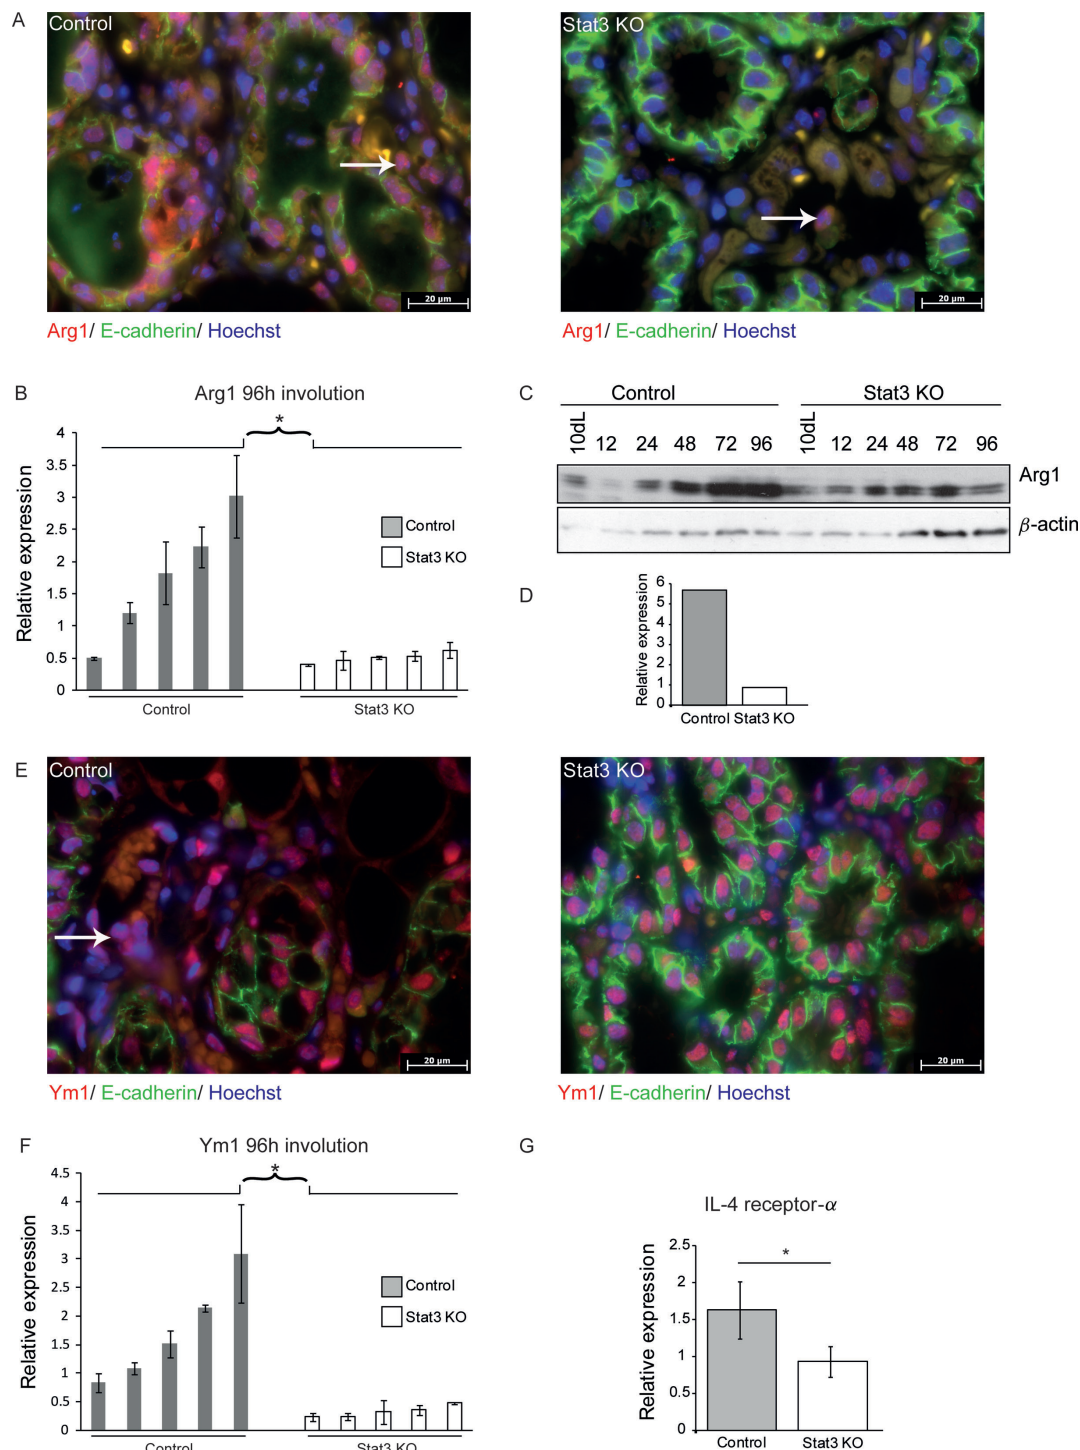 A
Control
Stat3 KO
20 μm
20 μm
Arg1/ E-cadherin/ Hoechst
Arg1/ E-cadherin/ Hoechst
B
Arg1 96h involution
*
Relative expression
4
3.5
3
2.5
2
1.5
1
0.5
0
Control
Stat3 KO
Control
Stat3 KO
C
Control
Stat3 KO
10dL 12 24 48 72 96 10dL 12 24 48 72 96
Arg1
β-actin
D
Relative expression
6
5
4
3
2
1
0
Control Stat3 KO
E
Control
Stat3 KO
20 μm
20 μm
Ym1/ E-cadherin/ Hoechst
Ym1/ E-cadherin/ Hoechst
F
Ym1 96h involution
*
Relative expression
4.5
4
3.5
3
2.5
2
1.5
1
0.5
0
Control
Stat3 KO
Control
Stat3 KO
G
IL-4 receptor-α
*
Relative expression
2.5
2
1.5
1
0.5
0
Control
Stat3 KO